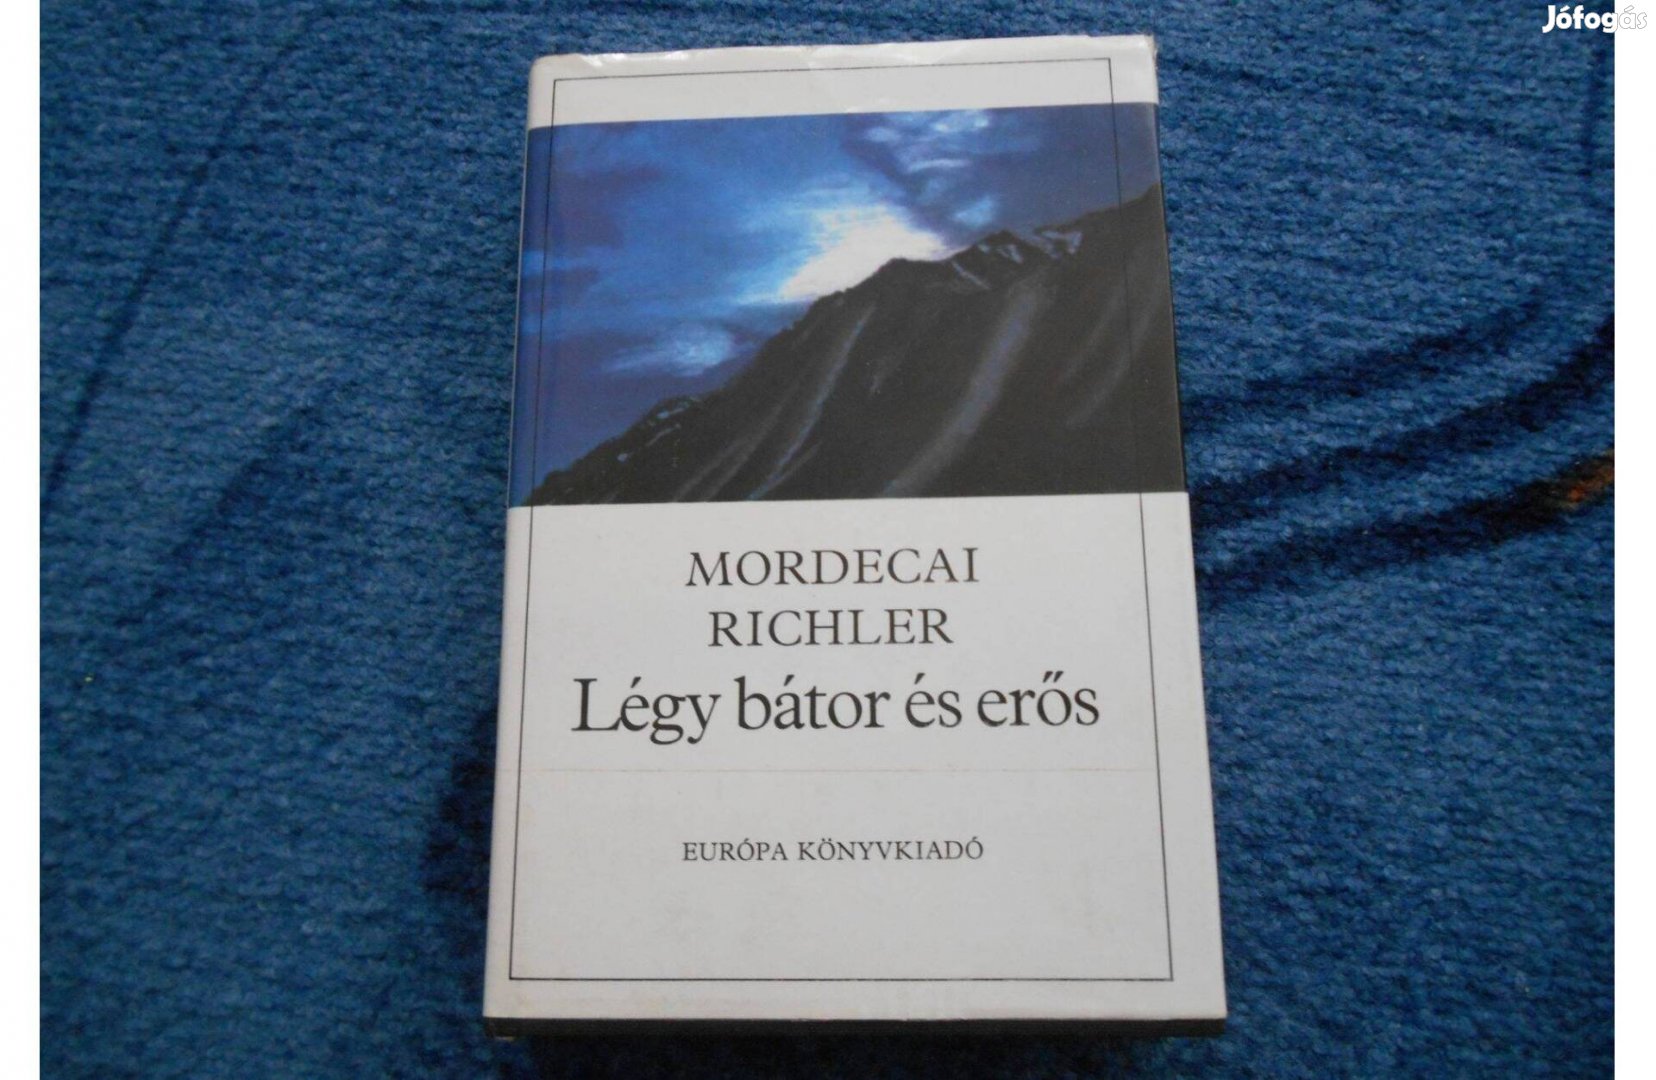 Jófogás
MORDECAI
RICHLER
Légy bátor és erős
EURÓPA KÖNYVKIADÓ